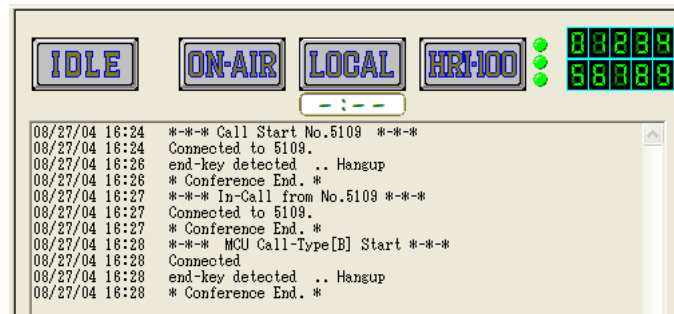 IDLE ON-AIR LOCAL HRI-100 01234
56789
-:--
08/27/04 16:24 *-*-* Call Start No.5109 *-*-*
08/27/04 16:24 Connected to 5109.
08/27/04 16:26 end-key detected .. Hangup
08/27/04 16:26 * Conference End. *
08/27/04 16:27 *-*-* In-Call from No.5109 *-*-*
08/27/04 16:27 Connected to 5109.
08/27/04 16:27 * Conference End. *
08/27/04 16:28 *-*-* MCU Call-Type[B] Start *-*-*
08/27/04 16:28 Connected
08/27/04 16:28 end-key detected .. Hangup
08/27/04 16:28 * Conference End. *